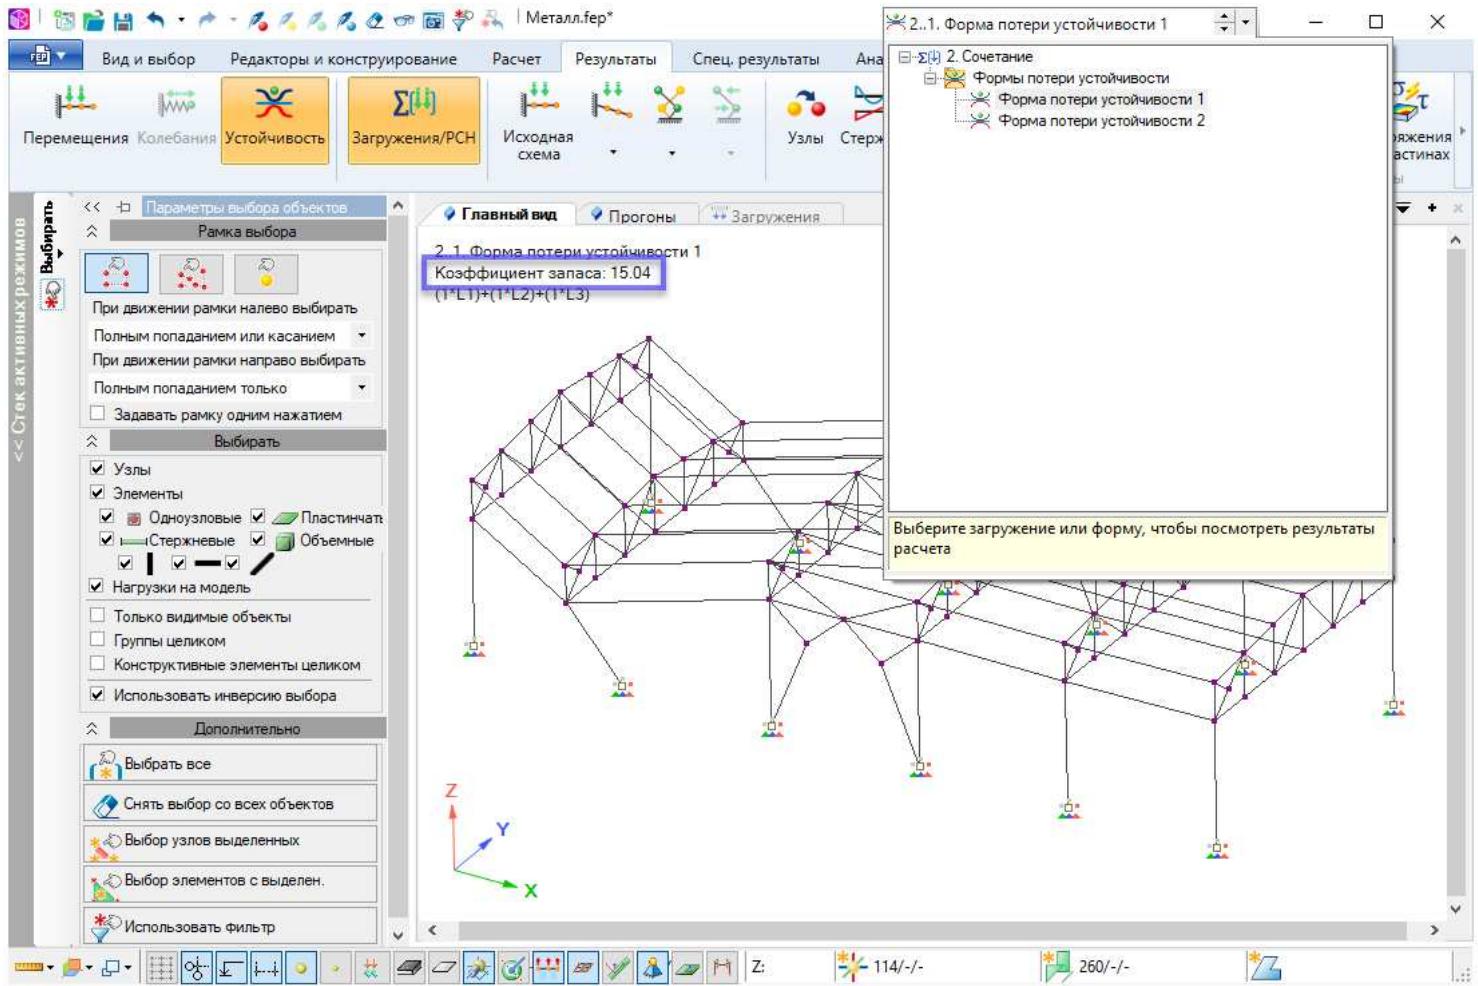 Металл.fep*
2..1. Форма потери устойчивости 1
FEP
Вид и выбор
Редакторы и конструирование
Расчет
Результаты
Спец. результаты
Ана
Перемещения
Колебания
Устойчивость
Загружения/РСН
Исходная схема
Узлы
Стерж
ряжения
астинах
2. Сочетание
Формы потери устойчивости
Форма потери устойчивости 1
Форма потери устойчивости 2
Выберите загружение или форму, чтобы посмотреть результаты
расчета
<< Стек активных режимов
Выбирать
<<
Параметры выбора объектов
Рамка выбора
При движении рамки налево выбирать
Полным попаданием или касанием
При движении рамки направо выбирать
Полным попаданием только
Задавать рамку одним нажатием
Выбирать
Узлы
Элементы
Одноузловые
Пластинчат
Стержневые
Объемные
Нагрузки на модель
Только видимые объекты
Группы целиком
Конструктивные элементы целиком
Использовать инверсию выбора
Дополнительно
Выбрать все
Снять выбор со всех объектов
Выбор узлов выделенных
Выбор элементов с выделен.
Использовать фильтр
Главный вид
Прогоны
Загружения
2..1. Форма потери устойчивости 1
Коэффициент запаса: 15.04
(1*L1)+(1*L2)+(1*L3)
Z
Y
X
Z:
114/-/-
260/-/-